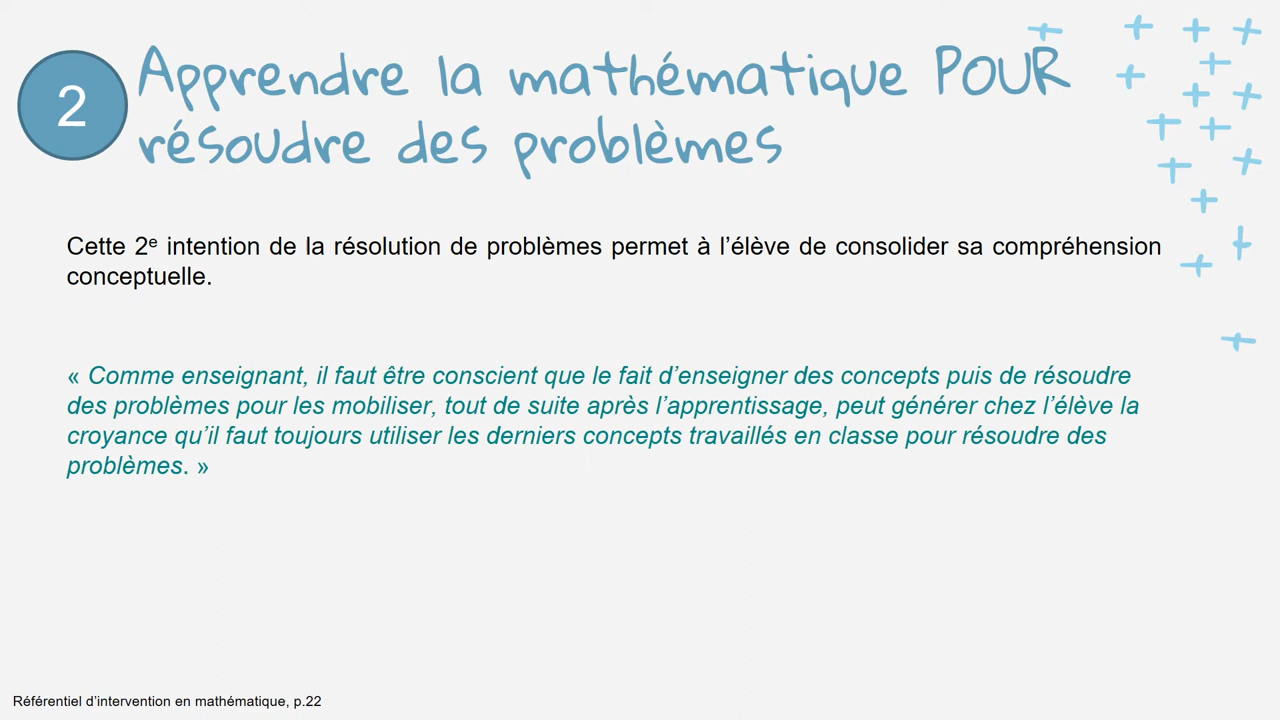 2
Apprendre la mathématique POUR
résoudre des problèmes
Cette 2e intention de la résolution de problèmes permet à l’élève de consolider sa compréhension
conceptuelle.
« Comme enseignant, il faut être conscient que le fait d’enseigner des concepts puis de résoudre
des problèmes pour les mobiliser, tout de suite après l’apprentissage, peut générer chez l’élève la
croyance qu’il faut toujours utiliser les derniers concepts travaillés en classe pour résoudre des
problèmes. »
Référentiel d’intervention en mathématique, p.22